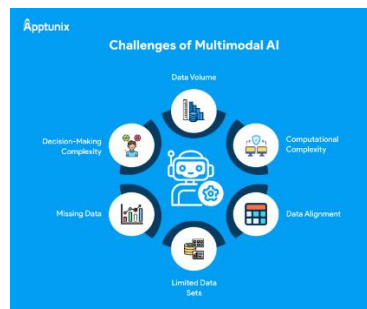 Apptunix
Challenges of Multimodal AI
Data Volume
Decision-Making
Complexity
Computational
Complexity
Missing Data
Data Alignment
Limited Data
Sets